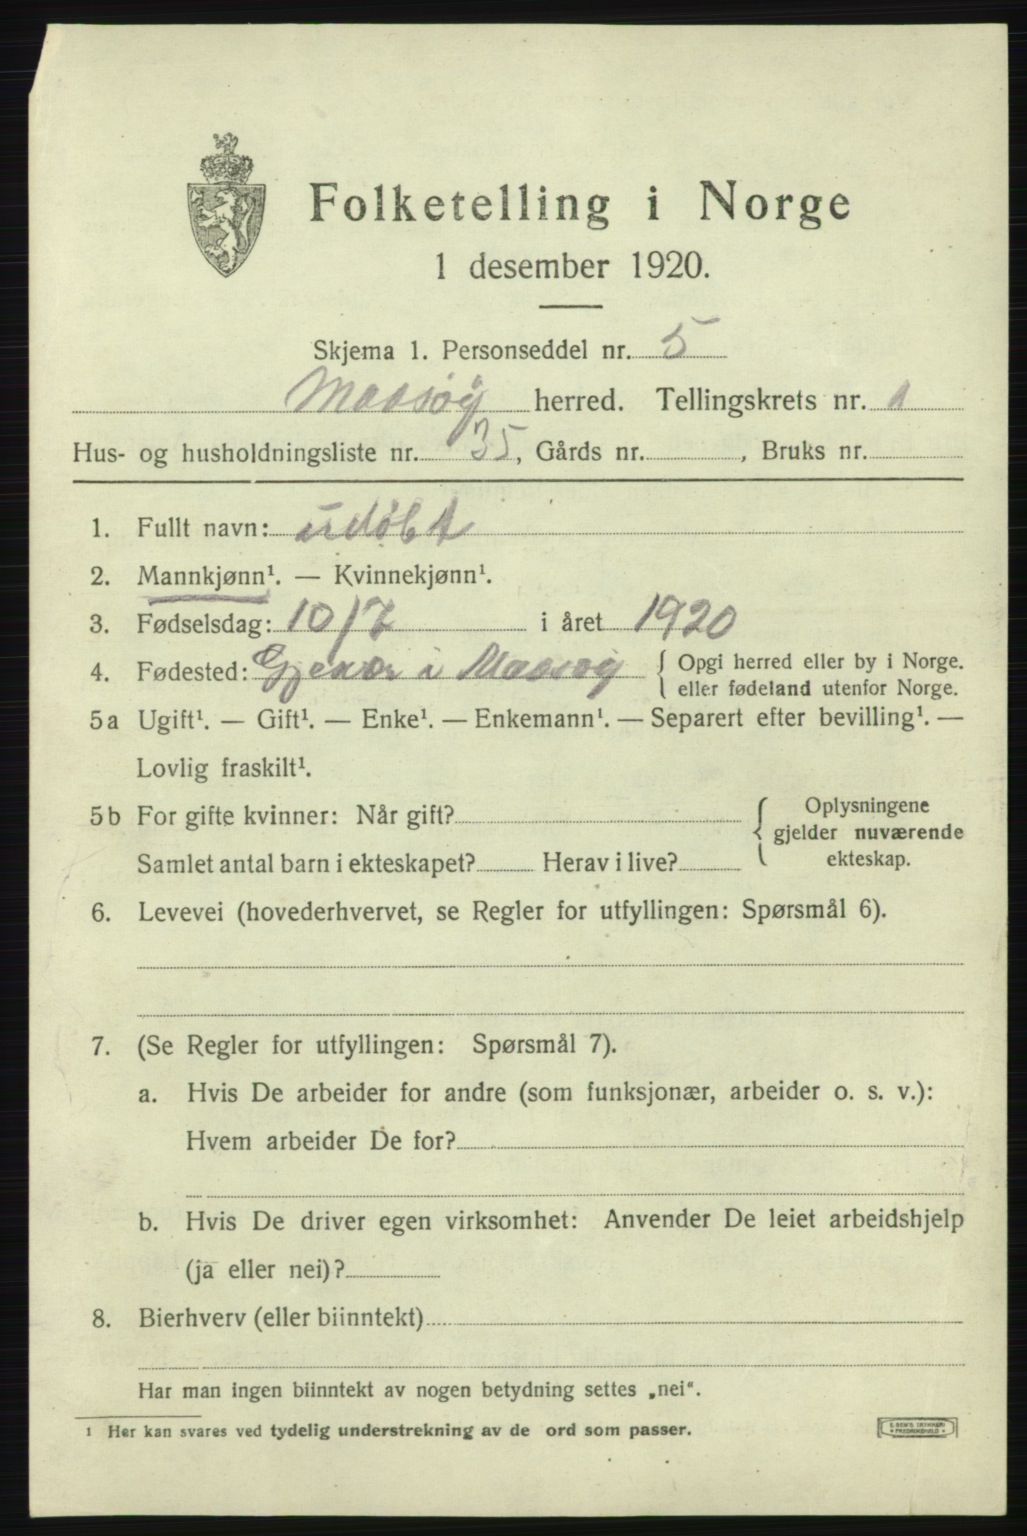 Folketelling i Norge
1 desember 1920.
Skjema 1. Personseddel nr. 5
Maasöy herred. Tellingskrets nr. 1
Hus- og husholdningsliste nr. 35, Gårds nr. , Bruks nr.
1. Fullt navn: udöbt
2. Mannkjønn¹. — Kvinnekjønn¹.
3. Fødselsdag: 10/7 i året 1920
4. Fødested: Gjesvær i Maasöy { Opgi herred eller by i Norge.
eller fødeland utenfor Norge.
5a Ugift¹. — Gift¹. — Enke¹. — Enkemann¹. — Separert efter bevilling¹. —
Lovlig fraskilt¹.
5b For gifte kvinner: Når gift? { Oplysningene
gjelder nuværende
Samlet antal barn i ekteskapet? Herav i live? ekteskap.
6. Levevei (hovederhvervet, se Regler for utfyllingen: Spørsmål 6).
7. (Se Regler for utfyllingen: Spørsmål 7).
a. Hvis De arbeider for andre (som funksjonær, arbeider o. s. v.):
Hvem arbeider De for?
b. Hvis De driver egen virksomhet: Anvender De leiet arbeidshjelp
(ja eller nei)?
8. Bierhverv (eller biinntekt)
Har man ingen biinntekt av nogen betydning settes „nei“.
¹ Her kan svares ved tydelig understrekning av de ord som passer.